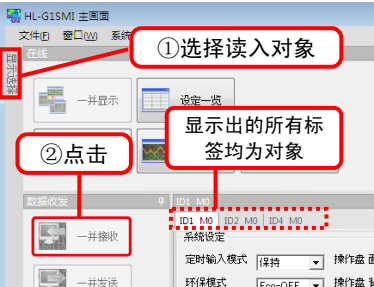 HL-G1SMI 主画面
文件(F) 窗口(W) 系统
①选择读入对象
在线
显示选择
一并显示
设定一览
显示出的所有标
签均为对象
②点击
数据收发
ID1 M0
ID1 M0 ID2 M0 ID4 M0
一并接收
系统设定
定时输入模式 保持 操作盘
一并发送
环保模式 Eco-OFF 操作盘